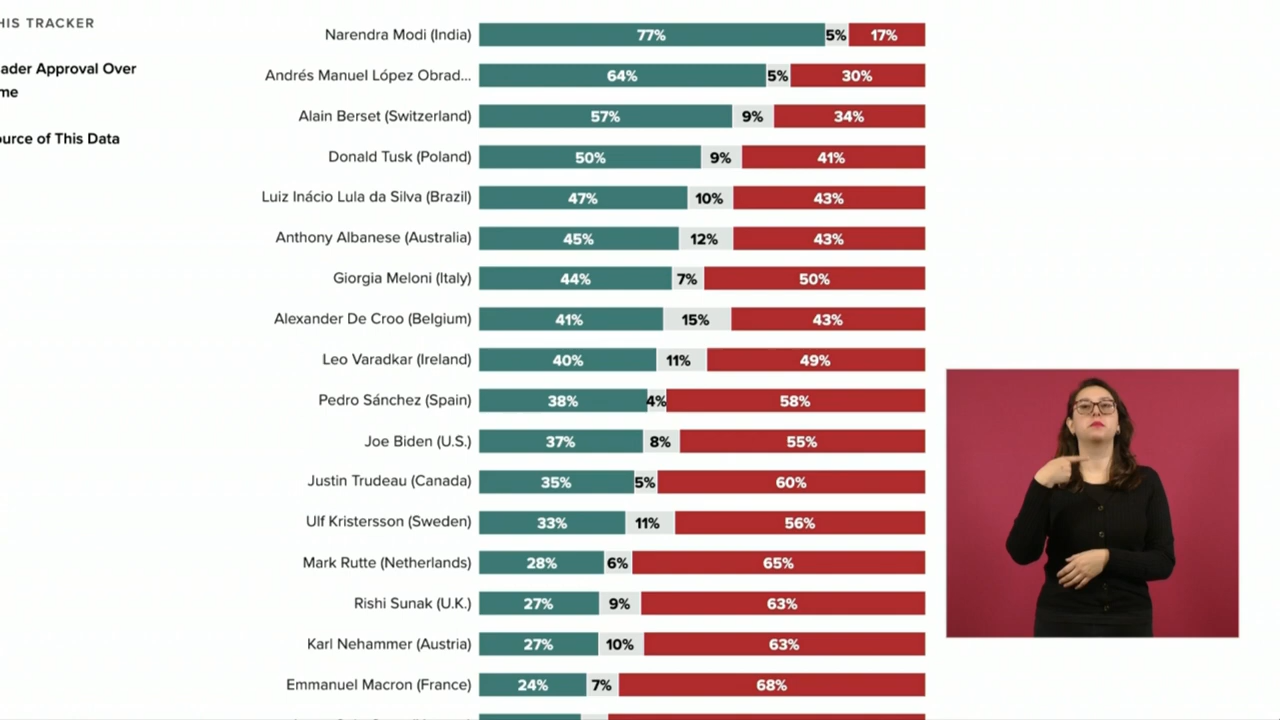 HIS TRACKER
ader Approval Over
me
ource of This Data
Narendra Modi (India) 77% 5% 17%
Andrés Manuel López Obrad... 64% 5% 30%
Alain Berset (Switzerland) 57% 9% 34%
Donald Tusk (Poland) 50% 9% 41%
Luiz Inácio Lula da Silva (Brazil) 47% 10% 43%
Anthony Albanese (Australia) 45% 12% 43%
Giorgia Meloni (Italy) 44% 7% 50%
Alexander De Croo (Belgium) 41% 15% 43%
Leo Varadkar (Ireland) 40% 11% 49%
Pedro Sánchez (Spain) 38% 4% 58%
Joe Biden (U.S.) 37% 8% 55%
Justin Trudeau (Canada) 35% 5% 60%
Ulf Kristersson (Sweden) 33% 11% 56%
Mark Rutte (Netherlands) 28% 6% 65%
Rishi Sunak (U.K.) 27% 9% 63%
Karl Nehammer (Austria) 27% 10% 63%
Emmanuel Macron (France) 24% 7% 68%